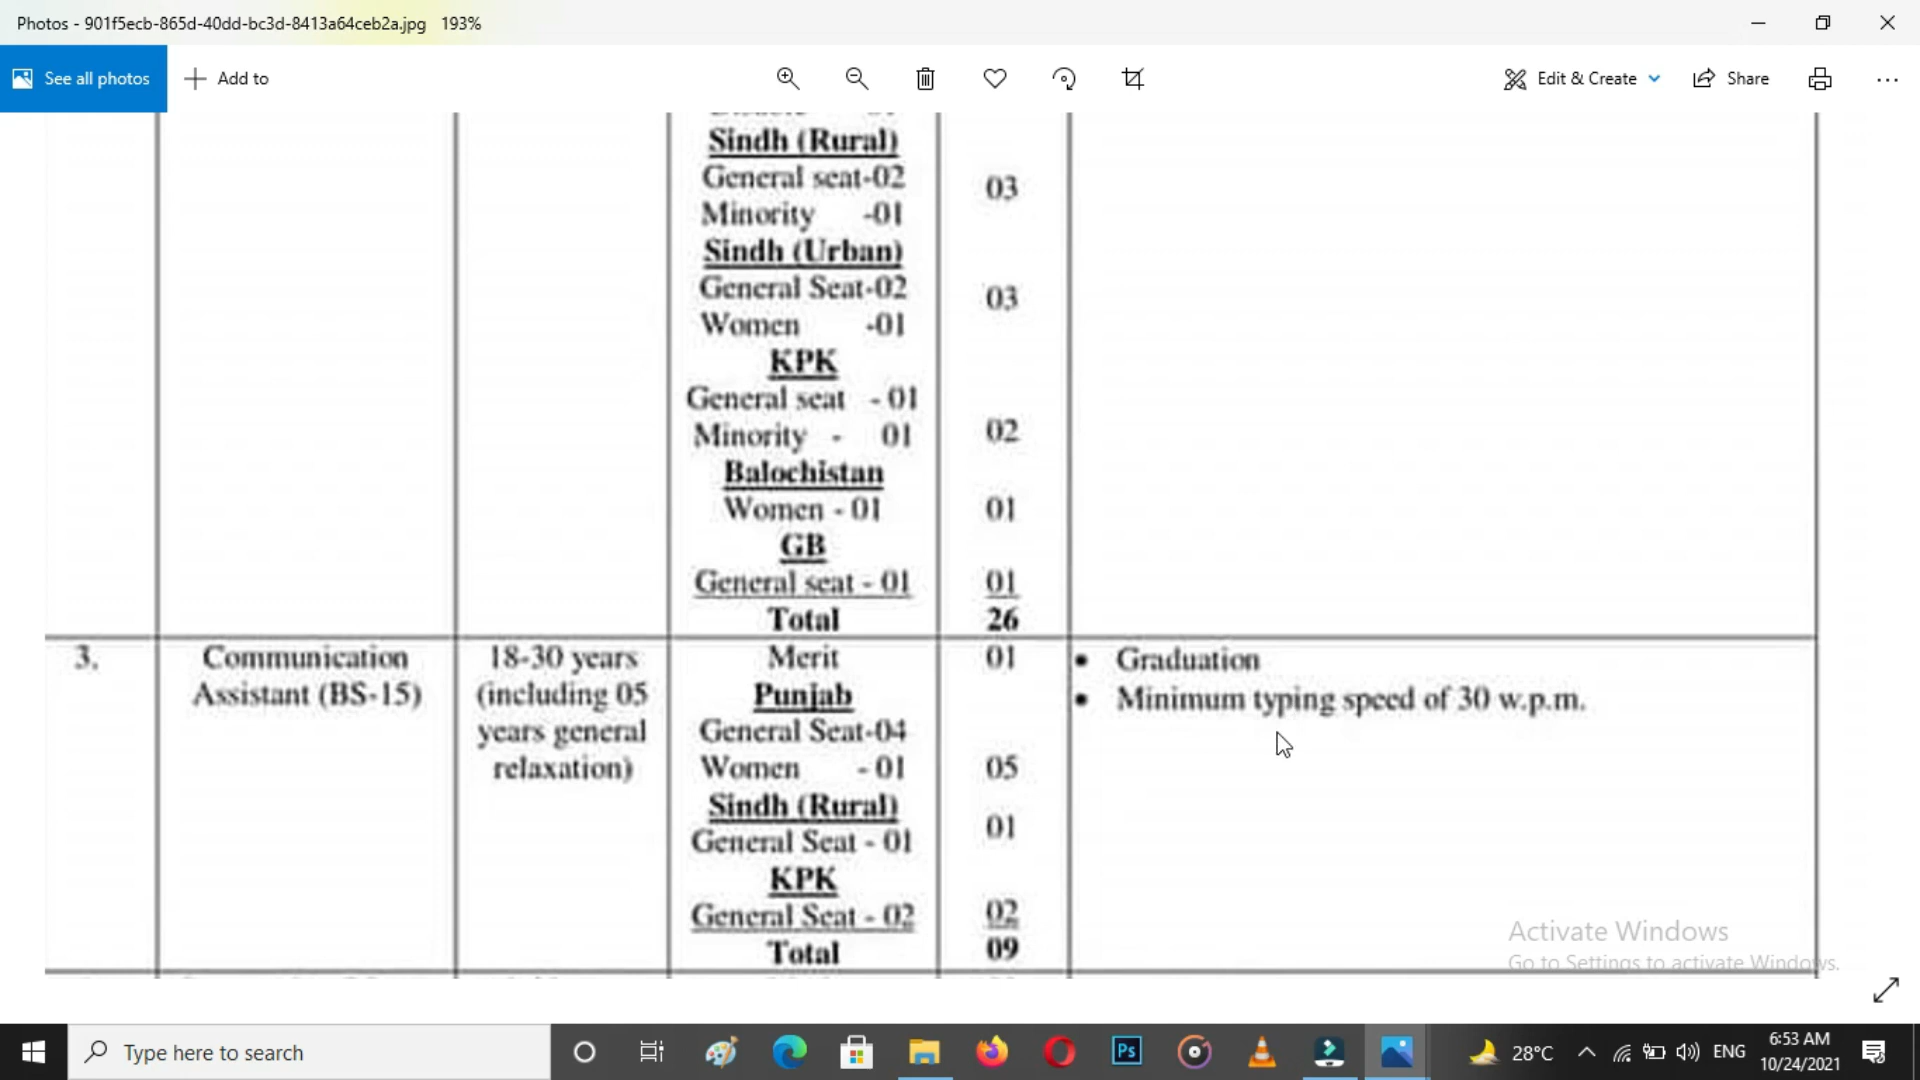 Photos - 901f5ecb-865d-40dd-bc3d-8413a64ceb2a.jpg 193%
See all photos
Add to
Edit & Create
Share
Sindh (Rural)
General seat-02
03
Minority -01
Sindh (Urban)
General Seat-02
03
Women -01
KPK
General seat - 01
Minority - 01
02
Balochistan
Women - 01
01
GB
General seat - 01
01
Total
26
3.
Communication
Assistant (BS-15)
18-30 years
(including 05
years general
relaxation)
Merit
01
Punjab
General Seat-04
Women - 01
05
Sindh (Rural)
General Seat - 01
01
KPK
General Seat - 02
02
Total
09
• Graduation
• Minimum typing speed of 30 w.p.m.
Activate Windows
Go to Settings to activate Windows.
Type here to search
Ps
28°C
ENG
6:53 AM
10/24/2021